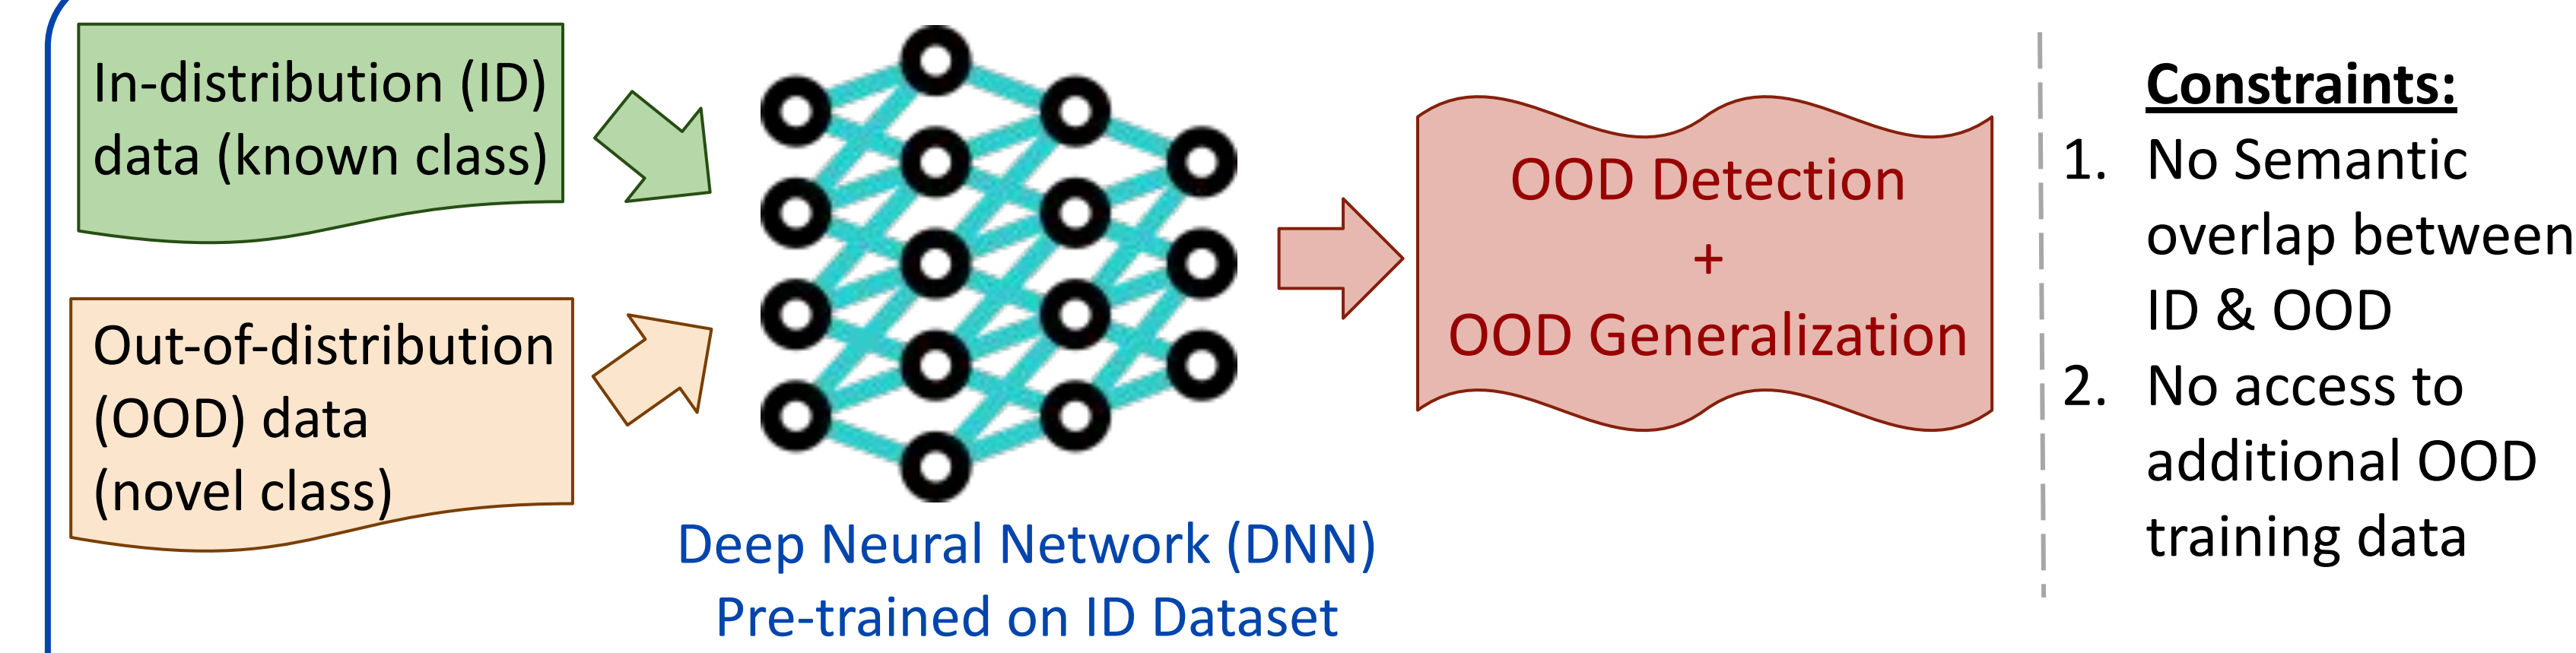 In-distribution (ID)
data (known class)
Out-of-distribution
(OOD) data
(novel class)
Deep Neural Network (DNN)
Pre-trained on ID Dataset
OOD Detection
+
OOD Generalization
Constraints:
1. No Semantic
overlap between
ID & OOD
2. No access to
additional OOD
training data